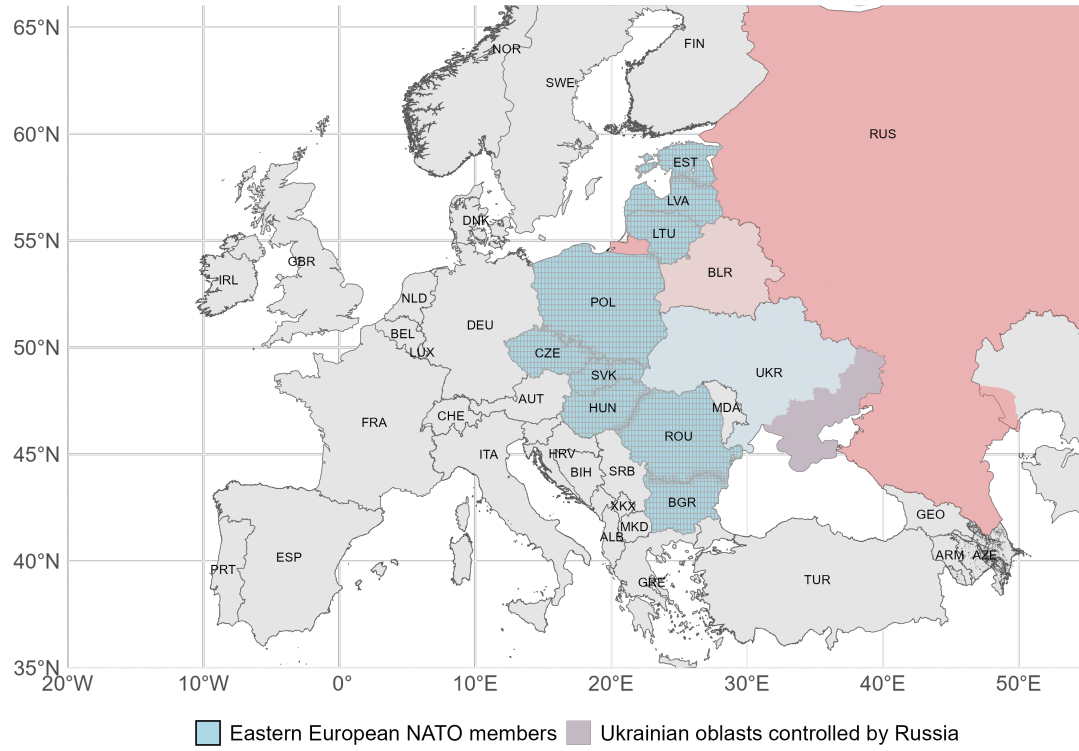 65°N
NOR
FIN
SWE
60°N
RUS
EST
LVA
DNK
LTU
55°N
GBR
BLR
IRL
NLD
POL
DEU
BEL
50°N
LUX
CZE
UKR
SVK
AUT
HUN
MDA
CHE
FRA
ROU
45°N
ITA
HRV
BIH
SRB
BGR
XKX
GEO
MKD
ALB
40°N
ESP
ARM
AZE
PRT
TUR
GRE
35°N
20°W
10°W
0°
10°E
20°E
30°E
40°E
50°E
Eastern European NATO members
Ukrainian oblasts controlled by Russia